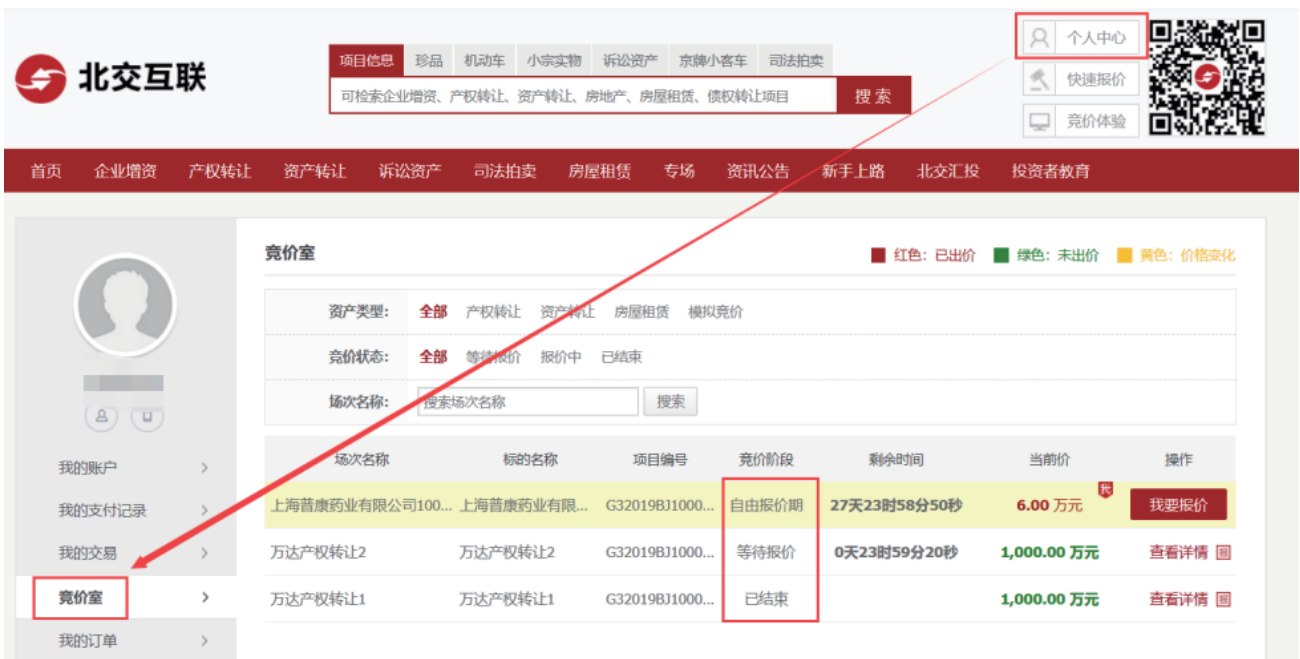 个人中心
北交互联
项目信息 珍品 机动车 小宗实物 诉讼资产 京牌小客车 司法拍卖
可检索企业增资、产权转让、资产转让、房地产、房屋租赁、债权转让项目 搜索
快速报价
竞价体验
首页 企业增资 产权转让 资产转让 诉讼资产 司法拍卖 房屋租赁 专场 资讯公告 新手上路 北交汇投 投资者教育
竞价室 红色：已出价 绿色：未出价 黄色：价格变化
资产类型： 全部 产权转让 资产转让 房屋租赁 模拟竞价
竞价状态： 全部 等待报价 报价中 已结束
场次名称： 搜索场次名称 搜索
场次名称 标的名称 项目编号 竞价阶段 剩余时间 当前价 操作
上海普康药业有限公司100... 上海普康药业有限... G32019BJ1000... 自由报价期 27天23时58分50秒 6.00 万元 我 我要报价
万达产权转让2 万达产权转让2 G32019BJ1000... 等待报价 0天23时59分20秒 1,000.00 万元 查看详情
万达产权转让1 万达产权转让1 G32019BJ1000... 已结束 1,000.00 万元 查看详情
我的账户
我的支付记录
我的交易
竞价室
我的订单